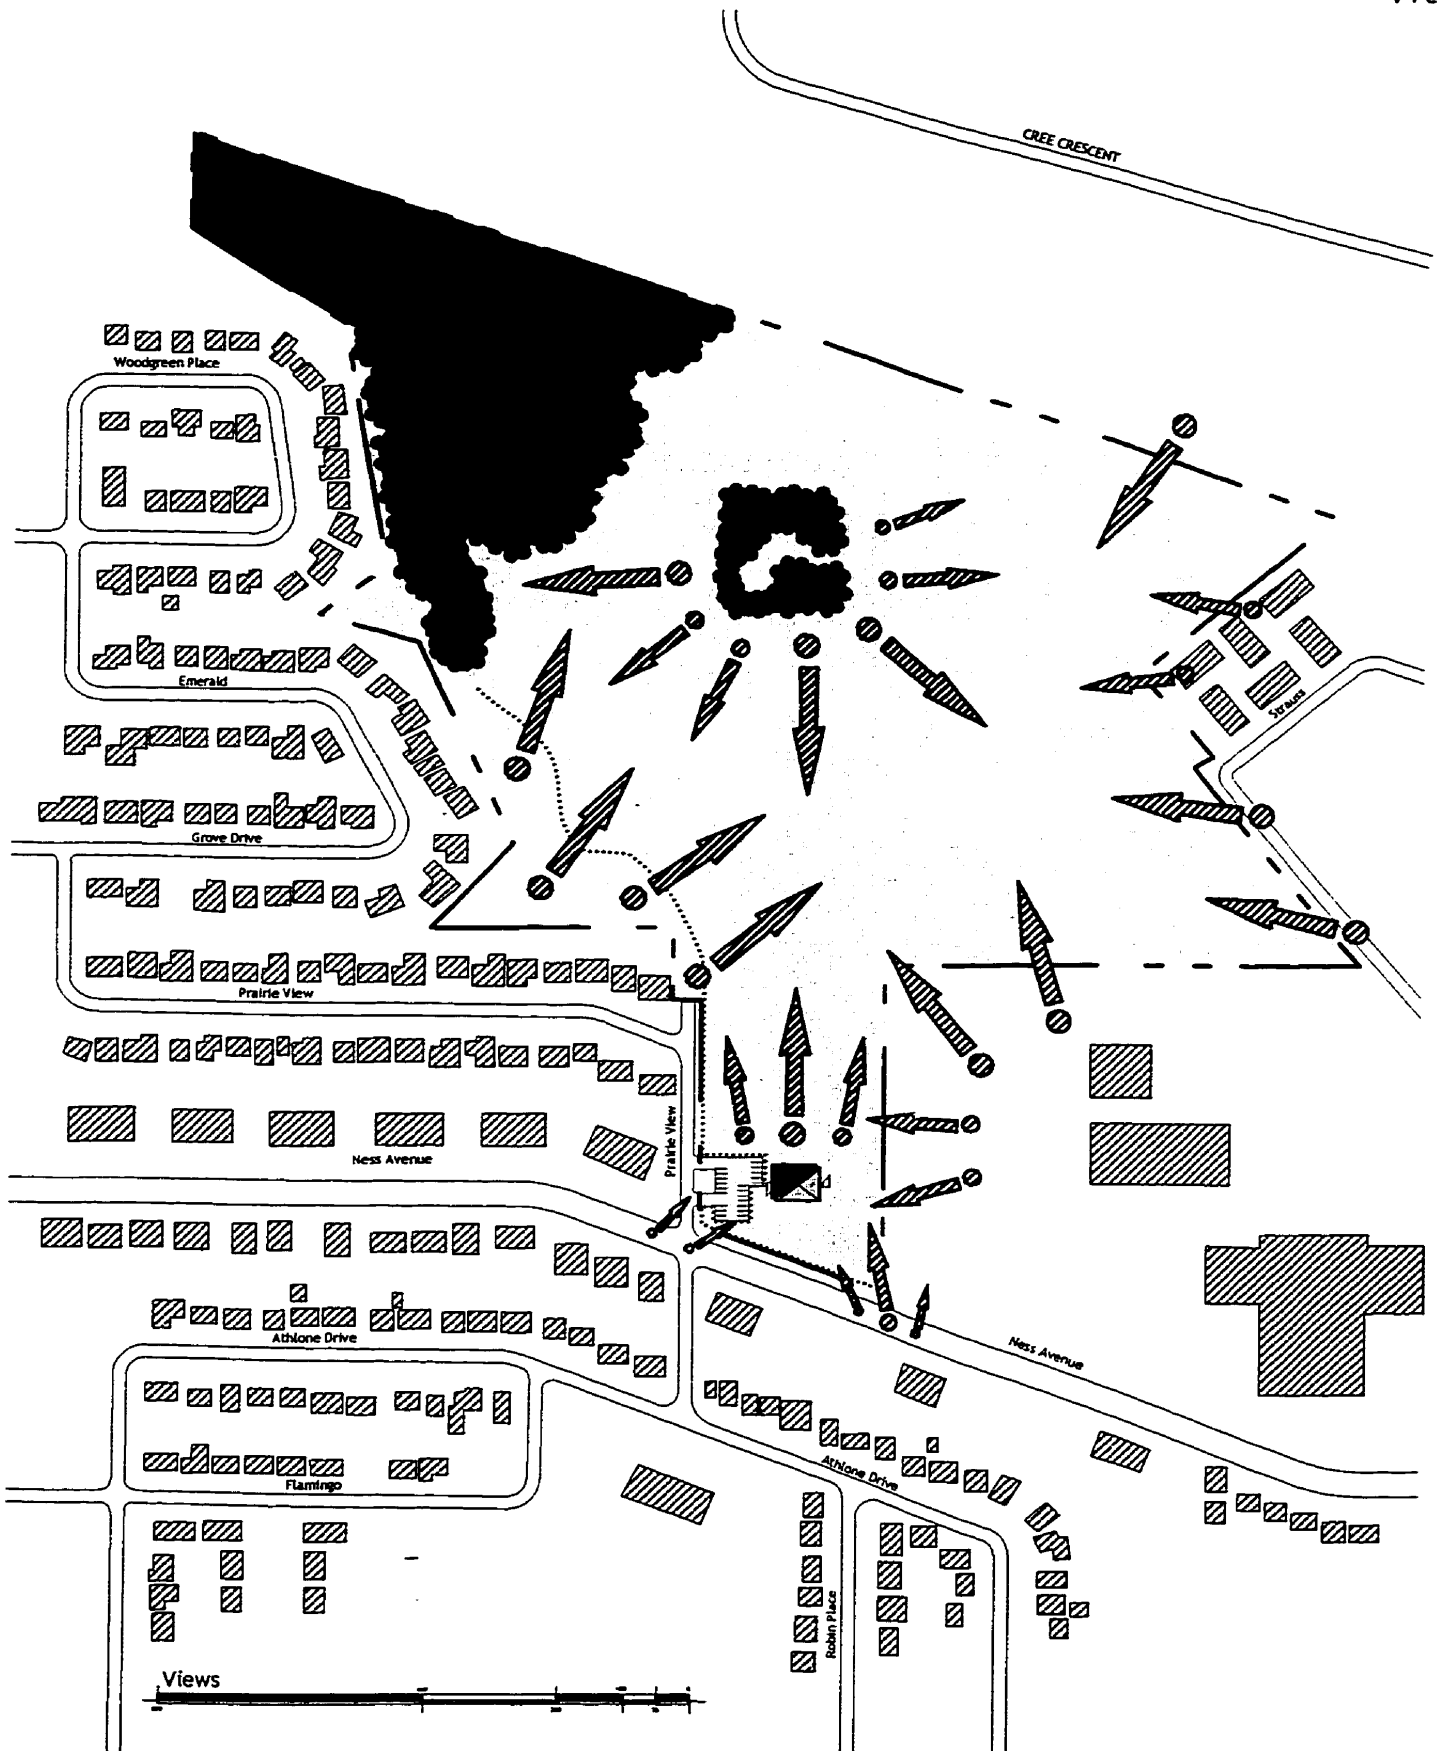 CREE CRESCENT
Woodgreen Place
Emerald
Strauss
Grove Drive
Prairie View
Prairie View
Ness Avenue
Athlone Drive
Ness Avenue
Athlone Drive
Flamingo
Robin Place
Views